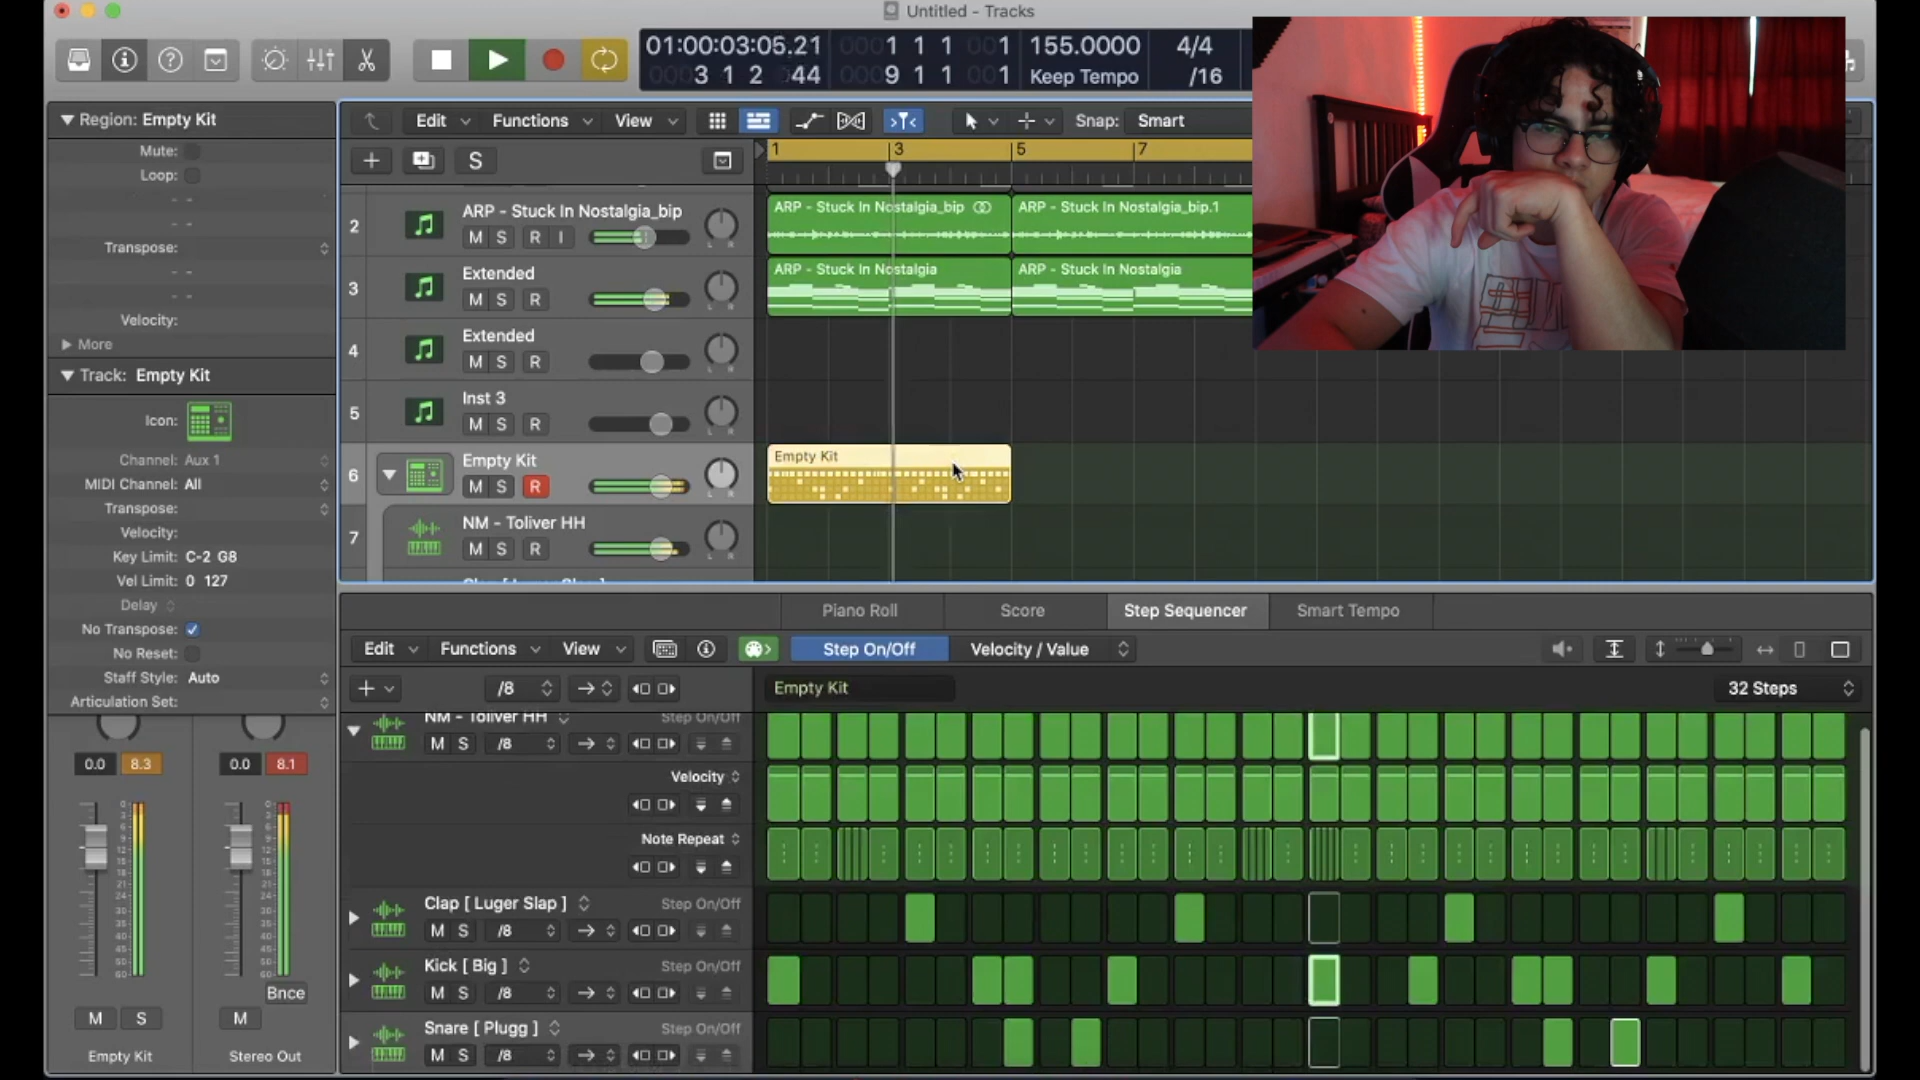 Untitled - Tracks
01:00:03:05.21
0001 1 1 001
155.0000
4/4
3 1 2 44
9 1 1 1
Keep Tempo
/16
Region: Empty Kit
Mute:
Loop:
Transpose:
Velocity:
More
Track: Empty Kit
Icon:
Channel: Aux 1
MIDI Channel: All
Transpose:
Velocity:
Key Limit: C-2 G8
Vel Limit: 0 127
Delay
No Transpose:
No Reset:
Staff Style: Auto
Articulation Set:
0.0 8.3
0.0 8.1
Bnce
M S
M
Empty Kit
Stereo Out
Edit Functions View Snap: Smart
S
1 3 5 7
2 ARP - Stuck In Nostalgia_bip
M S R I
ARP - Stuck In Nostalgia_bip
ARP - Stuck In Nostalgia_bip.1
3 Extended
M S R
ARP - Stuck In Nostalgia
ARP - Stuck In Nostalgia
4 Extended
M S R
5 Inst 3
M S R
6 Empty Kit
M S R
Empty Kit
7 NM - Toliver HH
M S R
Piano Roll Score Step Sequencer Smart Tempo
Edit Functions View Step On/Off Velocity / Value
/8 Empty Kit 32 Steps
NM - Toliver HH Step On/Off
M S /8
Velocity
Note Repeat
Clap [ Luger Slap ] Step On/Off
M S /8
Kick [ Big ] Step On/Off
M S /8
Snare [ Plugg ] Step On/Off
M S /8